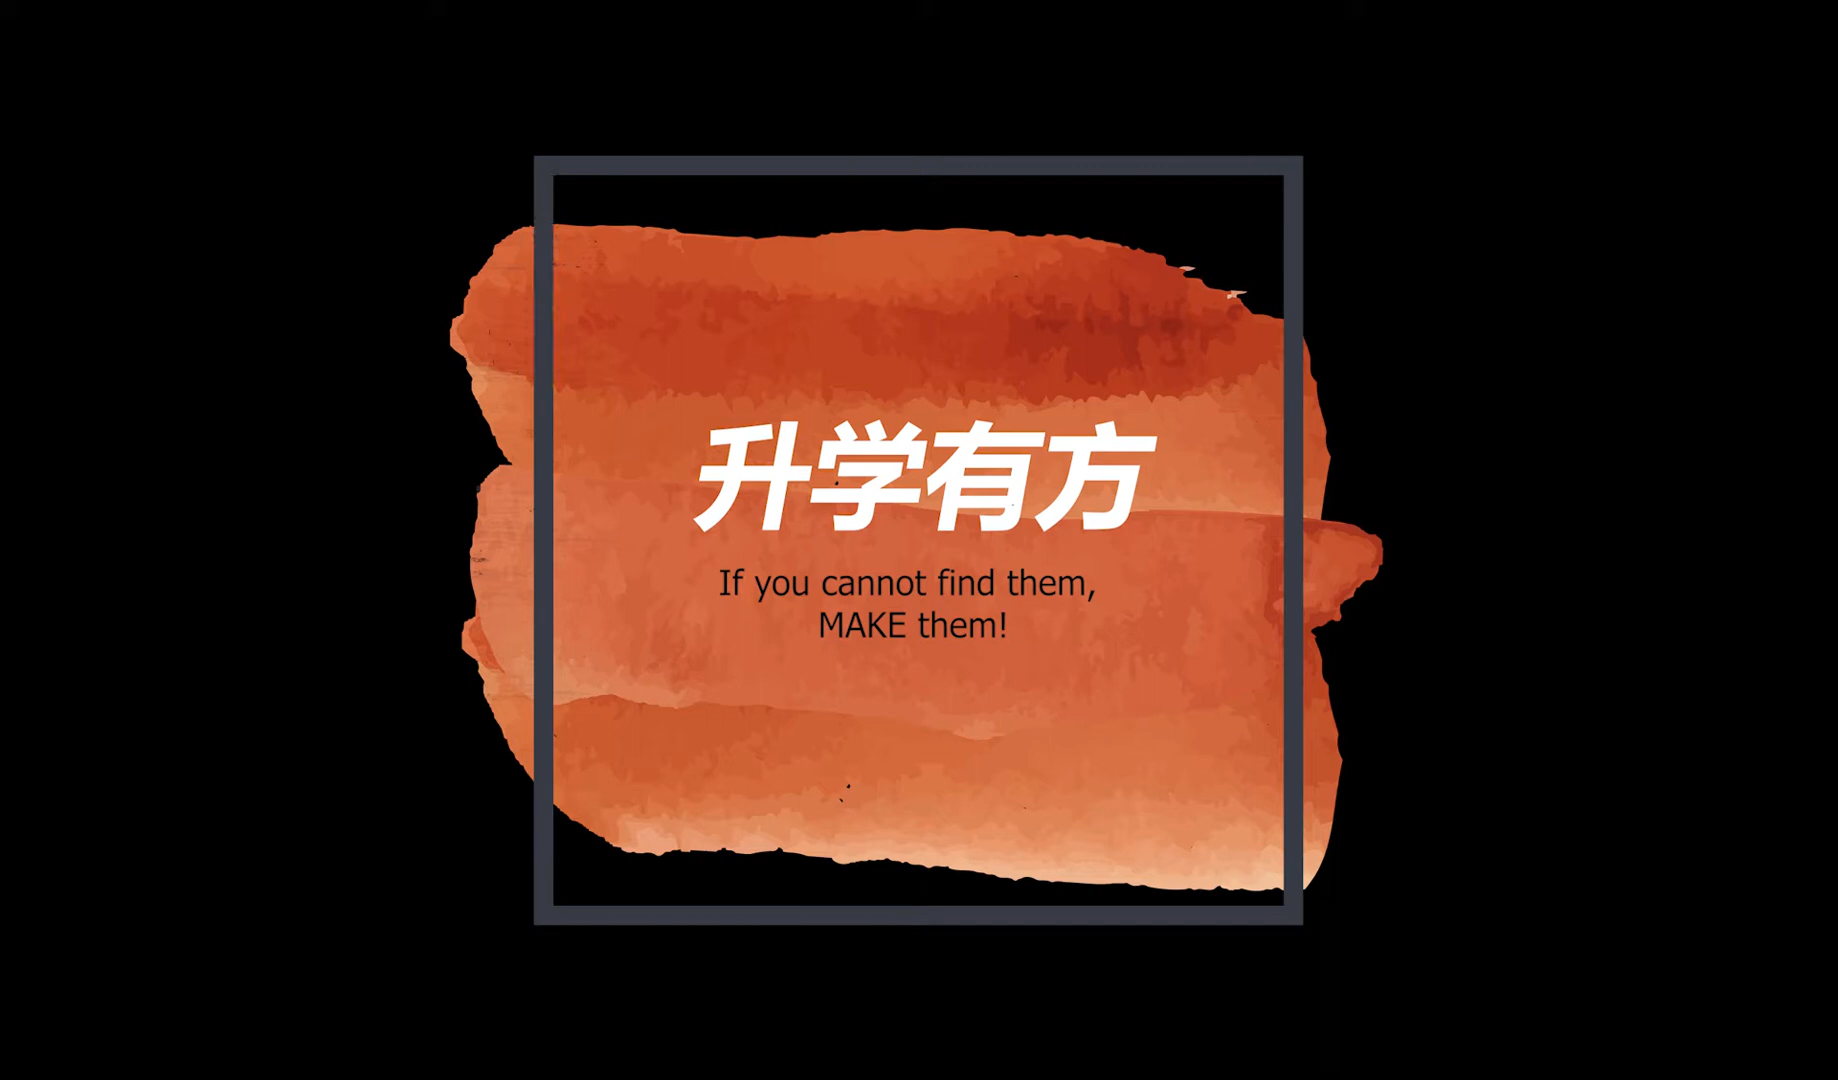 升学有方
If you cannot find them,
MAKE them!